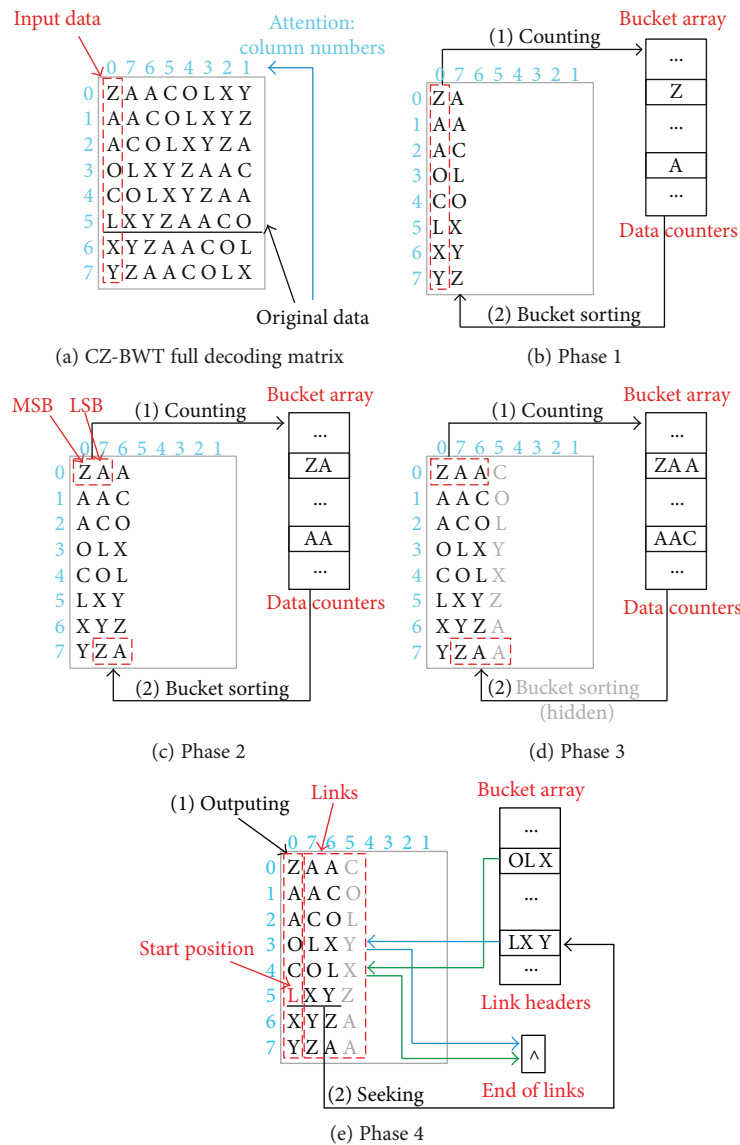 Input data
Attention:
column numbers
0 7 6 5 4 3 2 1
0 Z A A C O L X Y
1 A A C O L X Y Z
2 A C O L X Y Z A
3 O L X Y Z A A C
4 C O L X Y Z A A
5 L X Y Z A A C O
6 X Y Z A A C O L
7 Y Z A A C O L X
Original data
(a) CZ-BWT full decoding matrix
Bucket array
(1) Counting
0 7 6 5 4 3 2 1
0 Z A
1 A A
2 A C
3 O L
4 C O
5 L X
6 X Y
7 Y Z
...
Z
...
A
...
Data counters
(2) Bucket sorting
(b) Phase 1
MSB LSB
(1) Counting
Bucket array
0 7 6 5 4 3 2 1
0 Z A A
1 A A C
2 A C O
3 O L X
4 C O L
5 L X Y
6 X Y Z
7 Y Z A
...
ZA
...
AA
...
Data counters
(2) Bucket sorting
(c) Phase 2
(1) Counting
Bucket array
0 7 6 5 4 3 2 1
0 Z A A C
1 A A C O
2 A C O L
3 O L X Y
4 C O L X
5 L X Y Z
6 X Y Z A
7 Y Z A A
...
ZA A
...
AAC
...
Data counters
(2) Bucket sorting
(hidden)
(d) Phase 3
(1) Outputing
Links
Bucket array
0 7 6 5 4 3 2 1
0 Z A A C
1 A A C O
2 A C O L
3 O L X Y
4 C O L X
5 L X Y Z
6 X Y Z A
7 Y Z A A
Start position
...
OL X
...
LX Y
...
Link headers
^
End of links
(2) Seeking
(e) Phase 4